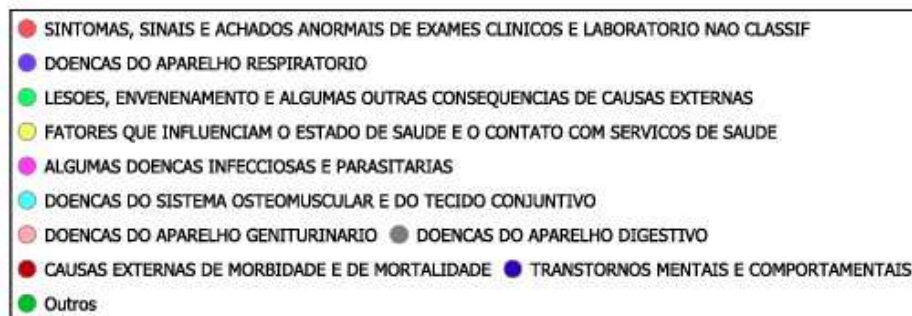 SINTOMAS, SINAIS E ACHADOS ANORMAIS DE EXAMES CLINICOS E LABORATORIO NAO CLASSIF
DOENCAS DO APARELHO RESPIRATORIO
LESOES, ENVENENAMENTO E ALGUMAS OUTRAS CONSEQUENCIAS DE CAUSAS EXTERNAS
FATORES QUE INFLUENCIAM O ESTADO DE SAUDE E O CONTATO COM SERVICOS DE SAUDE
ALGUMAS DOENCAS INFECCIOSAS E PARASITARIAS
DOENCAS DO SISTEMA OSTEOMUSCULAR E DO TECIDO CONJUNTIVO
DOENCAS DO APARELHO GENITURINARIO DOENCAS DO APARELHO DIGESTIVO
CAUSAS EXTERNAS DE MORBIDADE E DE MORTALIDADE TRANSTORNOS MENTAIS E COMPORTAMENTAIS
Outros